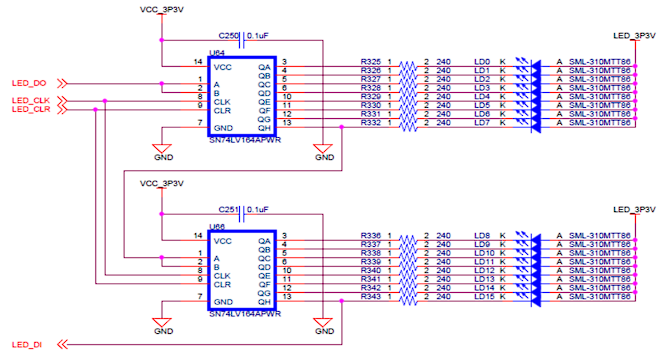 VCC_3P3V
LED_3P3V
C250 0.1uF
U64
14 VCC QA 3 R325 1 2 240 LD0 K A SML-310MTT86
QB 4 R326 1 2 240 LD1 K A SML-310MTT86
LED_DO 1 A QC 5 R327 1 2 240 LD2 K A SML-310MTT86
2 B QD 6 R328 1 2 240 LD3 K A SML-310MTT86
LED_CLK 8 CLK QE 10 R329 1 2 240 LD4 K A SML-310MTT86
LED_CLR 9 CLR QF 11 R330 1 2 240 LD5 K A SML-310MTT86
QG 12 R331 1 2 240 LD6 K A SML-310MTT86
7 GND QH 13 R332 1 2 240 LD7 K A SML-310MTT86
SN74LV164APWR
GND GND
VCC_3P3V
LED_3P3V
C251 0.1uF
U66
14 VCC QA 3 R336 1 2 240 LD8 K A SML-310MTT86
QB 4 R337 1 2 240 LD9 K A SML-310MTT86
1 A QC 5 R338 1 2 240 LD10 K A SML-310MTT86
2 B QD 6 R339 1 2 240 LD11 K A SML-310MTT86
8 CLK QE 10 R340 1 2 240 LD12 K A SML-310MTT86
9 CLR QF 11 R341 1 2 240 LD13 K A SML-310MTT86
QG 12 R342 1 2 240 LD14 K A SML-310MTT86
7 GND QH 13 R343 1 2 240 LD15 K A SML-310MTT86
SN74LV164APWR
GND GND
LED_DI